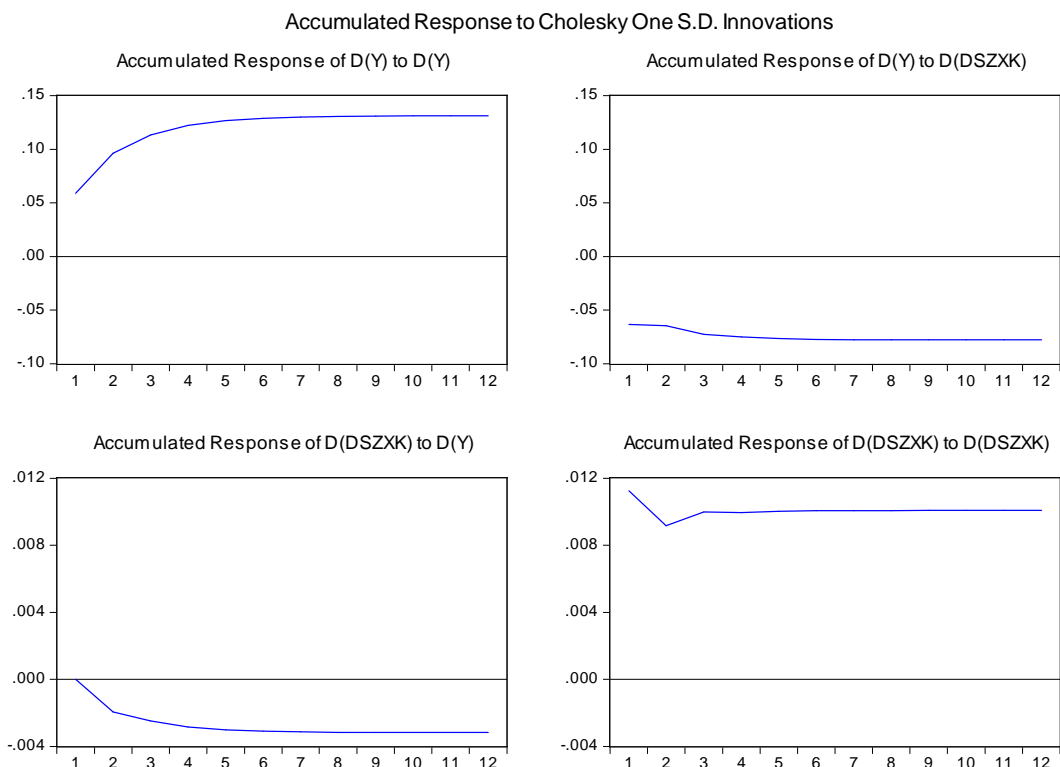 Accumulated Response to Cholesky One S.D. Innovations
Accumulated Response of D(Y) to D(Y)
.15
.10
.05
.00
-.05
-.10
1 2 3 4 5 6 7 8 9 10 11 12
Accumulated Response of D(Y) to D(DSZXK)
.15
.10
.05
.00
-.05
-.10
1 2 3 4 5 6 7 8 9 10 11 12
Accumulated Response of D(DSZXK) to D(Y)
.012
.008
.004
.000
-.004
1 2 3 4 5 6 7 8 9 10 11 12
Accumulated Response of D(DSZXK) to D(DSZXK)
.012
.008
.004
.000
-.004
1 2 3 4 5 6 7 8 9 10 11 12